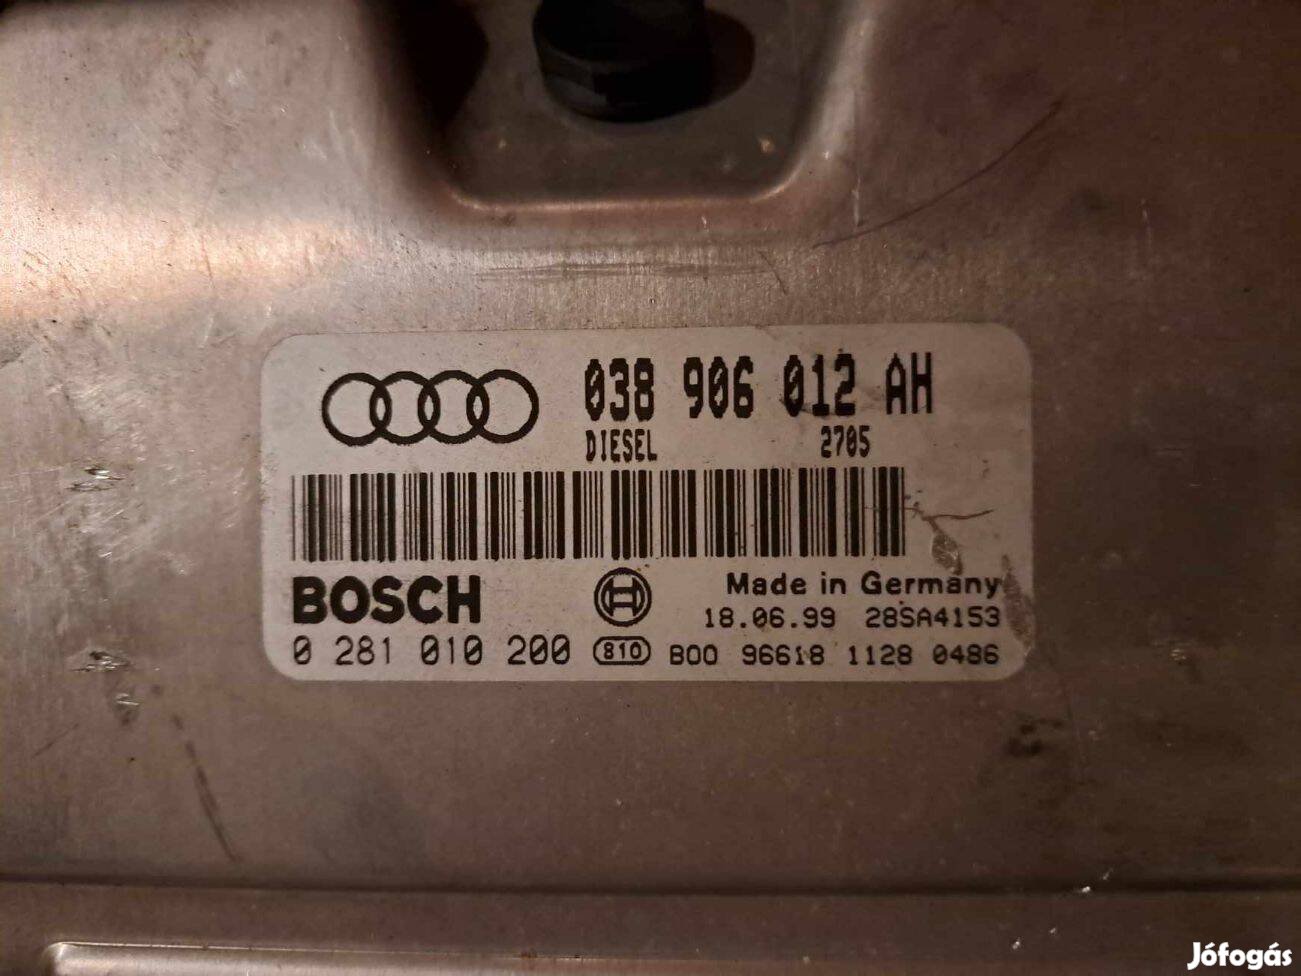 038 906 012 AH
DIESEL 2705
BOSCH Made in Germany
18.06.99 28SA4153
0 281 010 200 810 B00 96618 1128 0486
Jófogás